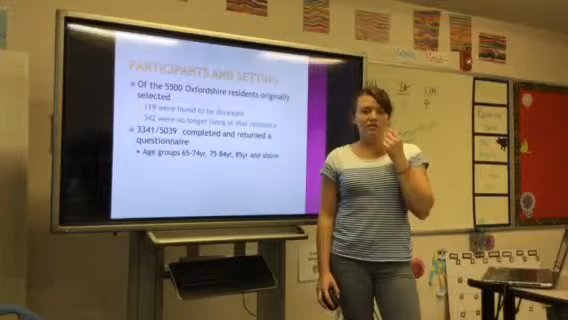 PARTICIPANTS AND SETTING
Of the 5500 Oxfordshire residents originally
selected
119 were found to be deceased
342 were no longer living at that residence
3341/5039 completed and returned a
questionnaire
Age groups 65-74yr, 75-84yr, 85yr and above